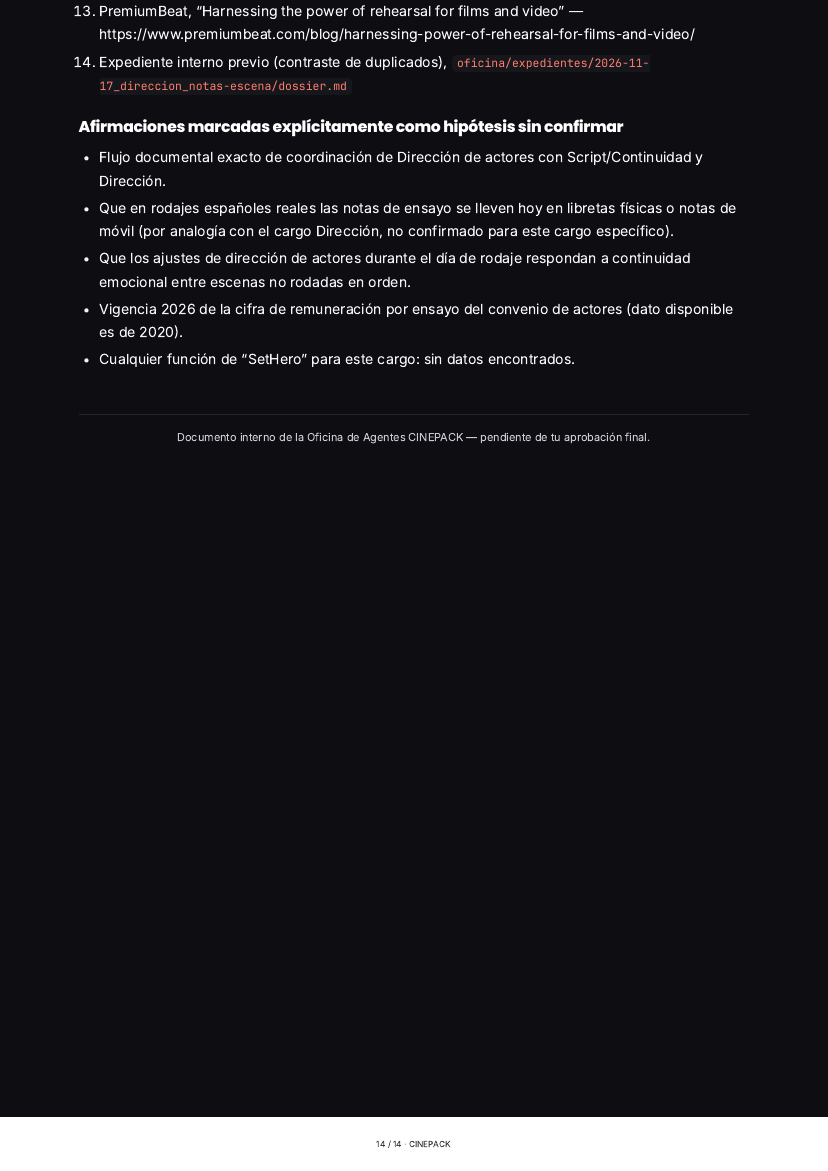 13. PremiumBeat, “Harnessing the power of rehearsal for films and video” —
https://www.premiumbeat.com/blog/harnessing-power-of-rehearsal-for-films-and-video/
14. Expediente interno previo (contraste de duplicados), oficina/expedientes/2026-11-
17_direccion_notas-escena/dossier.md
Afirmaciones marcadas explícitamente como hipótesis sin confirmar
• Flujo documental exacto de coordinación de Dirección de actores con Script/Continuidad y
Dirección.
• Que en rodajes españoles reales las notas de ensayo se lleven hoy en libretas físicas o notas de
móvil (por analogía con el cargo Dirección, no confirmado para este cargo específico).
• Que los ajustes de dirección de actores durante el día de rodaje respondan a continuidad
emocional entre escenas no rodadas en orden.
• Vigencia 2026 de la cifra de remuneración por ensayo del convenio de actores (dato disponible
es de 2020).
• Cualquier función de “SetHero” para este cargo: sin datos encontrados.
Documento interno de la Oficina de Agentes CINEPACK — pendiente de tu aprobación final.
14 / 14 · CINEPACK